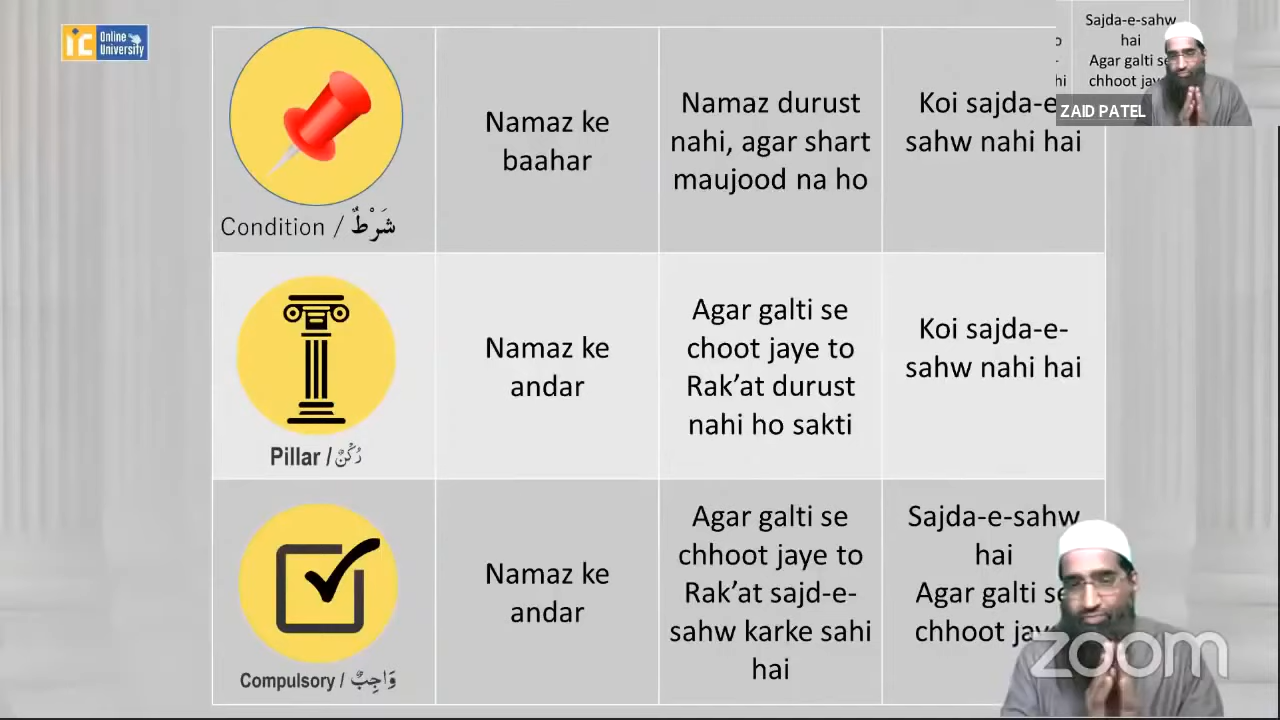 iC Online
University
Namaz ke
baahar
Namaz durust
nahi, agar shart
maujood na ho
Koi sajda-e-
sahw nahi hai
Condition / شَرْطٌ
Namaz ke
andar
Agar galti se
choot jaye to
Rak’at durust
nahi ho sakti
Koi sajda-e-
sahw nahi hai
Pillar / رُكْنٌ
Namaz ke
andar
Agar galti se
chhoot jaye to
Rak’at sajd-e-
sahw karke sahi
hai
Sajda-e-sahw
hai
Agar galti se
chhoot
Compulsory / وَاجِبٌ
Sajda-e-sahw
hai
Agar galti se
chhoot
ZAID PATEL
zoom